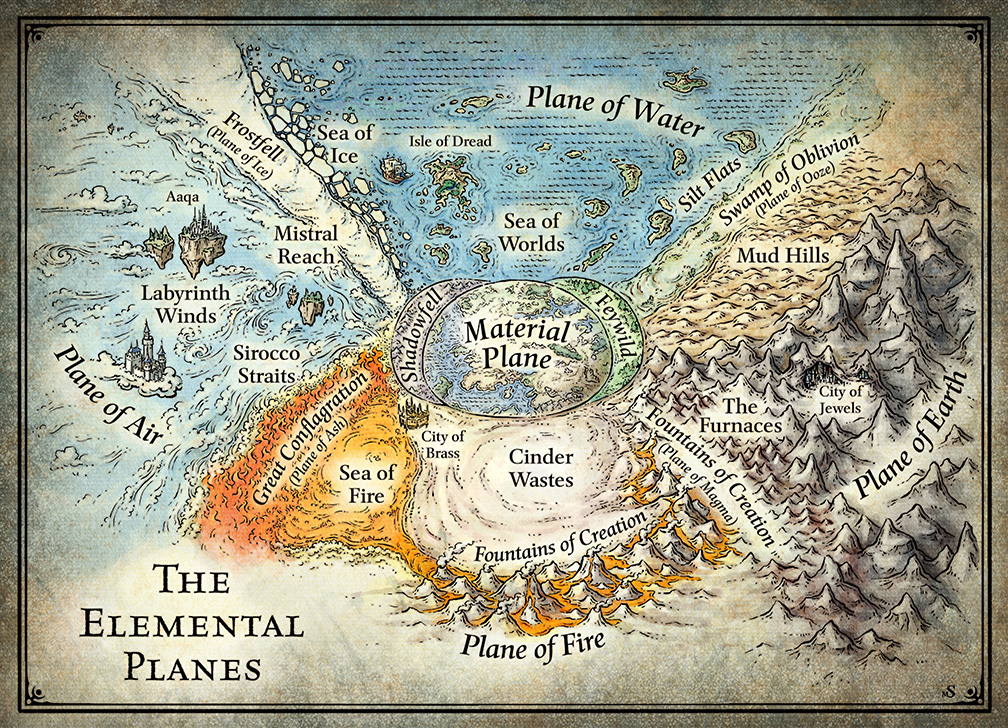 Plane of Water
Frostfell
(Plane of Ice)
Sea of
Ice
Isle of Dread
Silt Flats
Swamp of Oblivion
(Plane of Ooze)
Aaqa
Mistral
Reach
Sea of
Worlds
Mud Hills
Labyrinth
Winds
Shadowfell
Material
Plane
Feywild
Sirocco
Straits
Plane of Air
Great Conflagration
(Plane of Ash)
City of
Brass
Sea of
Fire
Cinder
Wastes
The
Furnaces
City of
Jewels
Plane of Earth
Fountains of Creation
(Plane of Magma)
Fountains of Creation
Plane of Fire
The
Elemental
Planes
MS